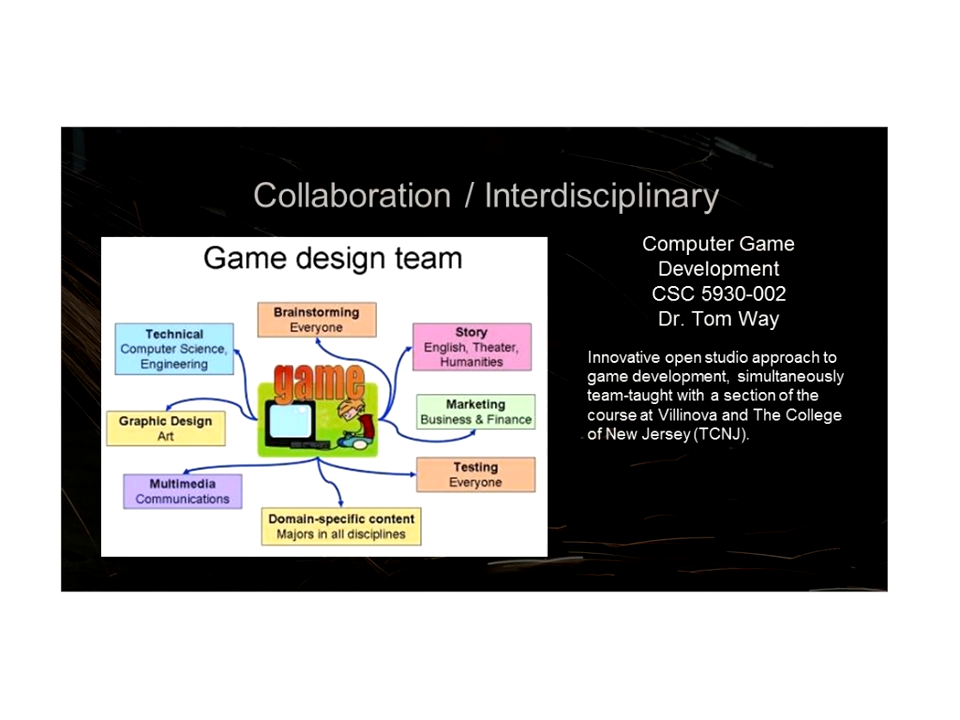 Collaboration / Interdisciplinary
Game design team
Brainstorming
Everyone
Technical
Computer Science,
Engineering
Story
English, Theater,
Humanities
game
Marketing
Business & Finance
Graphic Design
Art
Testing
Everyone
Multimedia
Communications
Domain-specific content
Majors in all disciplines
Computer Game
Development
CSC 5930-002
Dr. Tom Way
Innovative open studio approach to
game development, simultaneously
team-taught with a section of the
course at Villinova and The College
of New Jersey (TCNJ).